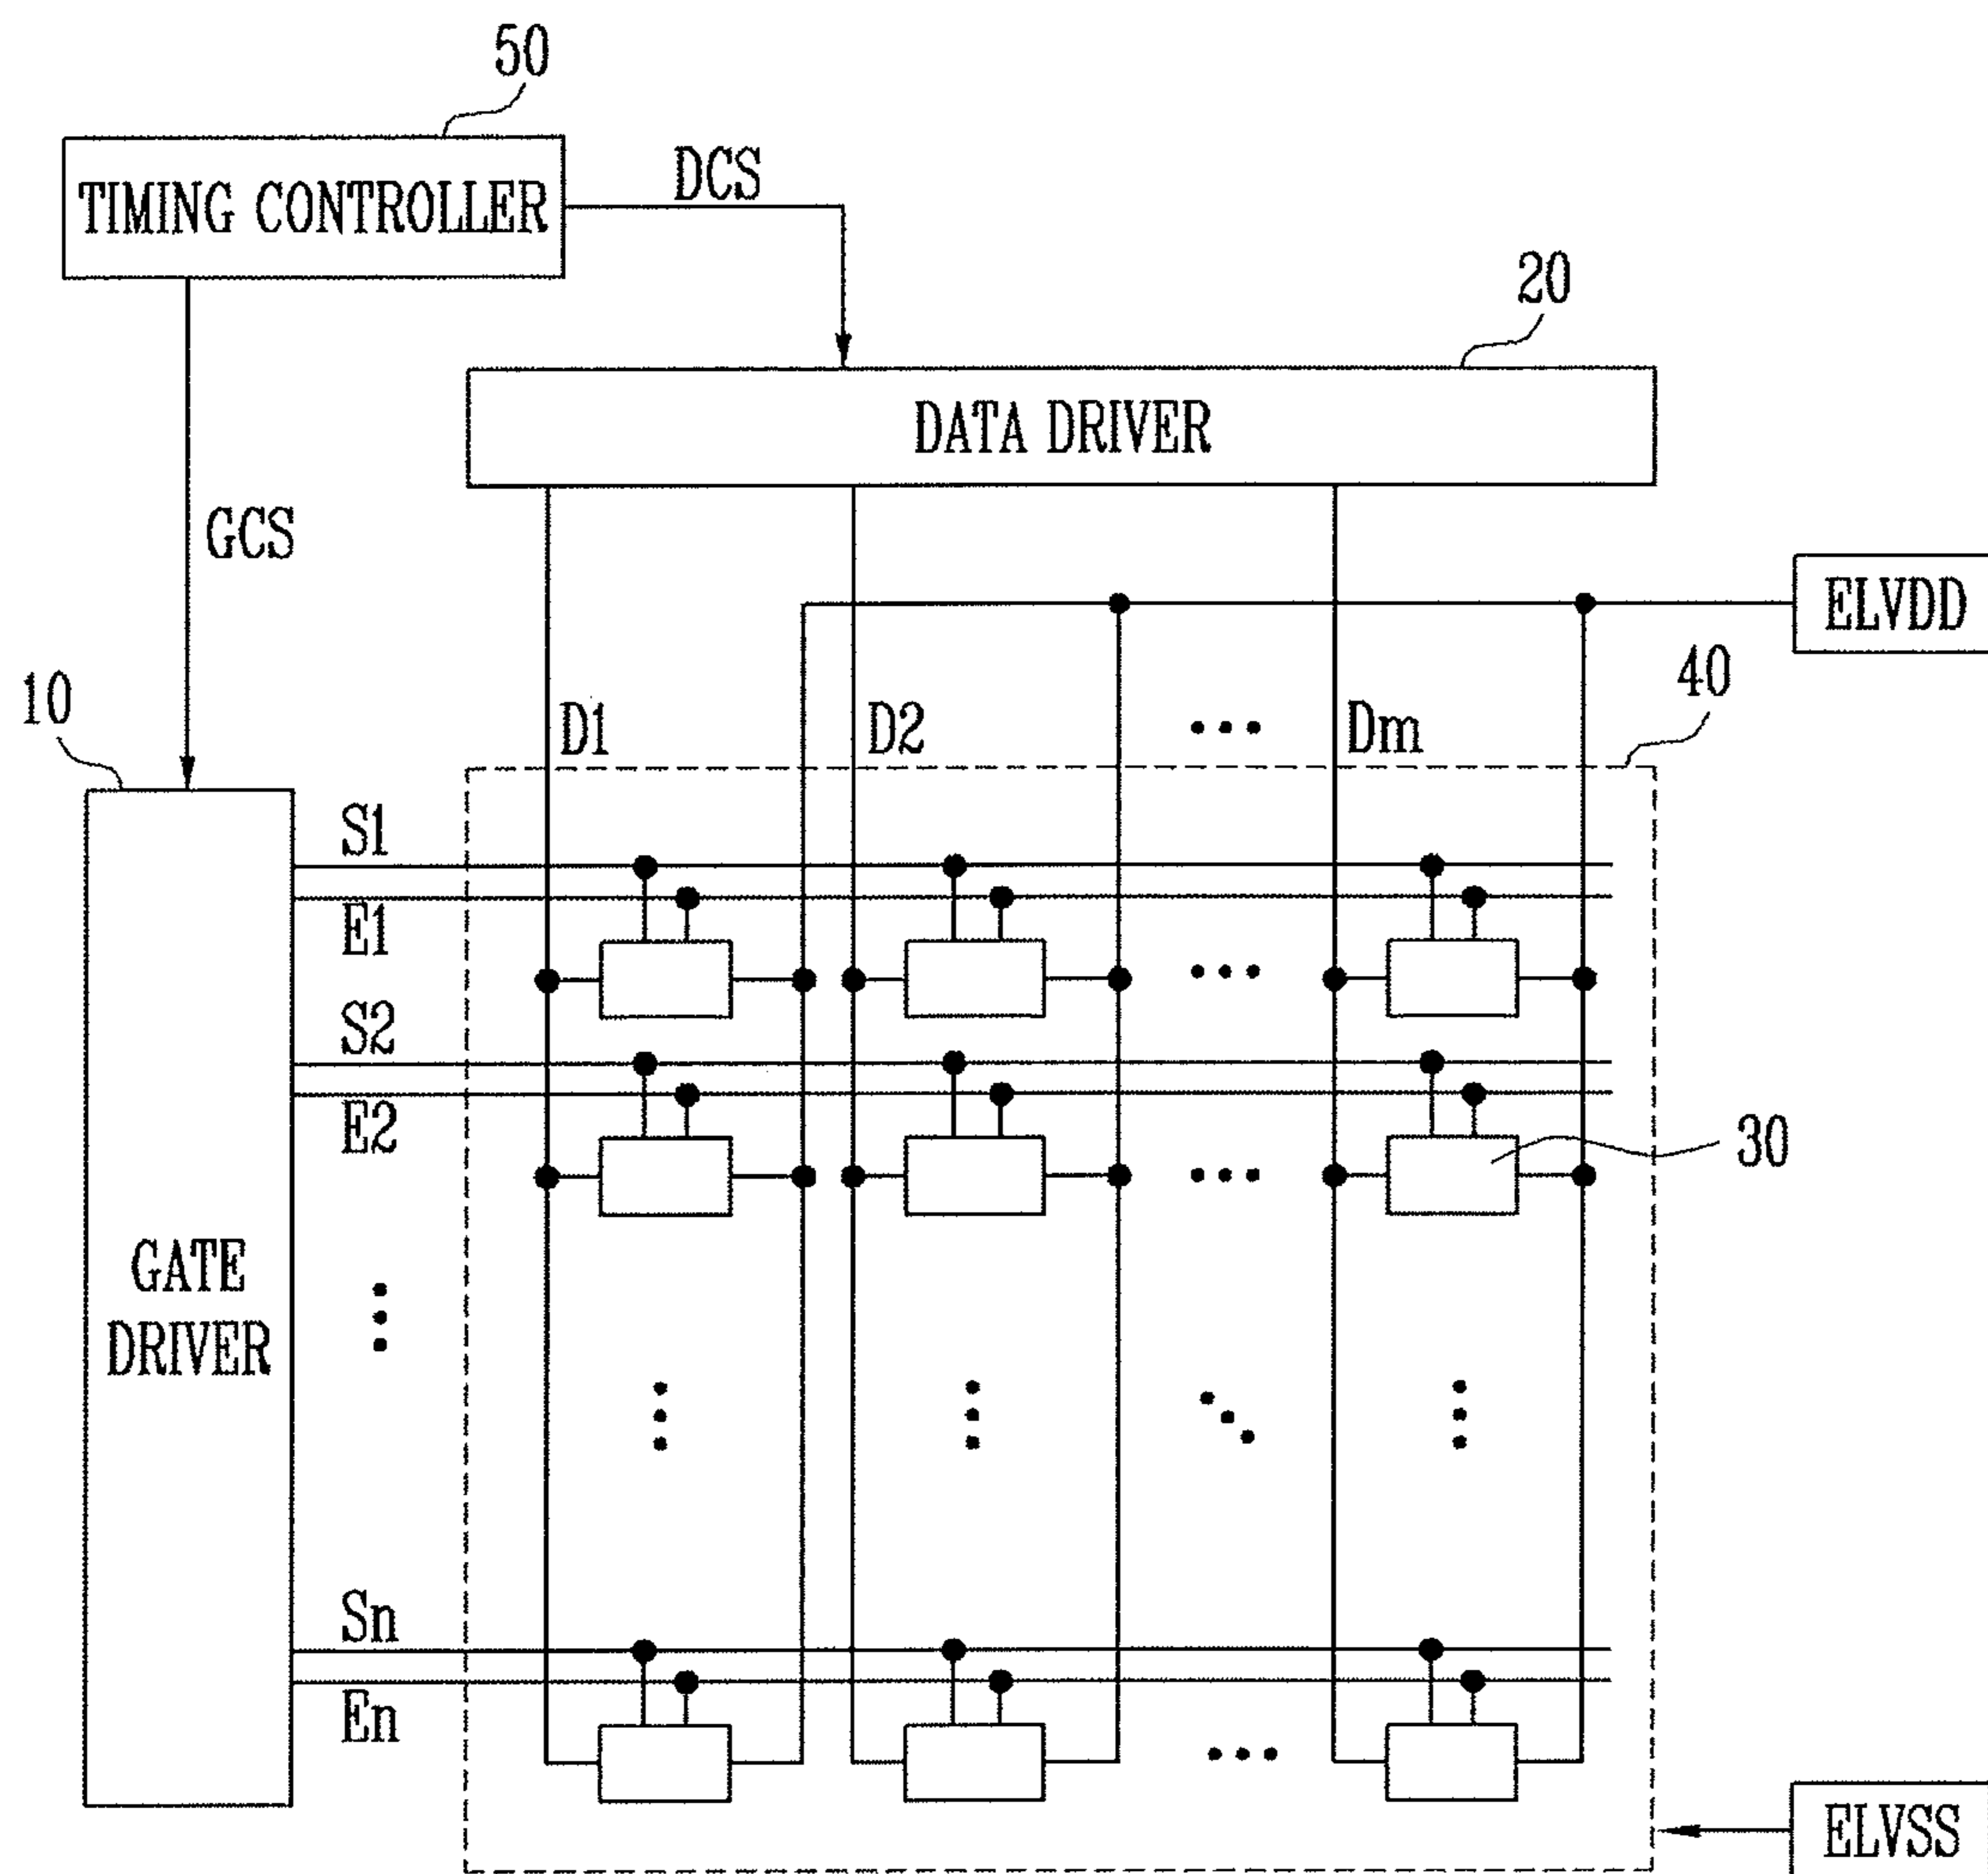 50
TIMING CONTROLLER
DCS
20
DATA DRIVER
GCS
ELVDD
40
10
D1
D2
Dm
S1
E1
S2
E2
30
GATE
DRIVER
Sn
En
ELVSS